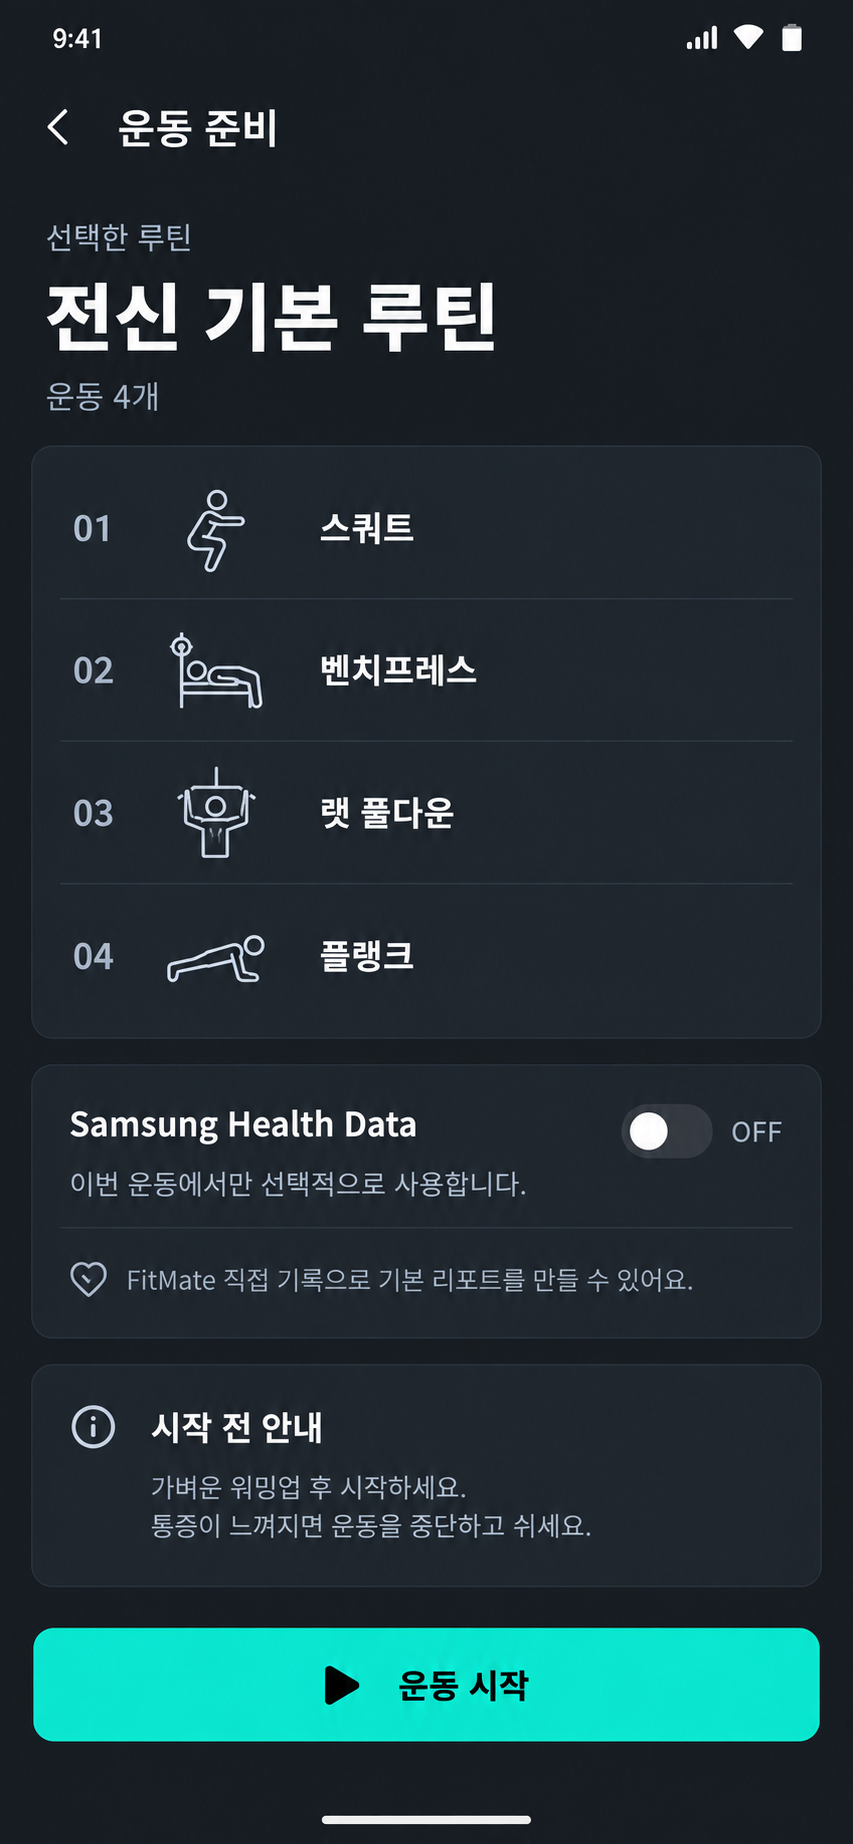 9:41
운동 준비
선택한 루틴
전신 기본 루틴
운동 4개
01 스쿼트
02 벤치프레스
03 랫 풀다운
04 플랭크
Samsung Health Data OFF
이번 운동에서만 선택적으로 사용합니다.
FitMate 직접 기록으로 기본 리포트를 만들 수 있어요.
시작 전 안내
가벼운 워밍업 후 시작하세요.
통증이 느껴지면 운동을 중단하고 쉬세요.
운동 시작